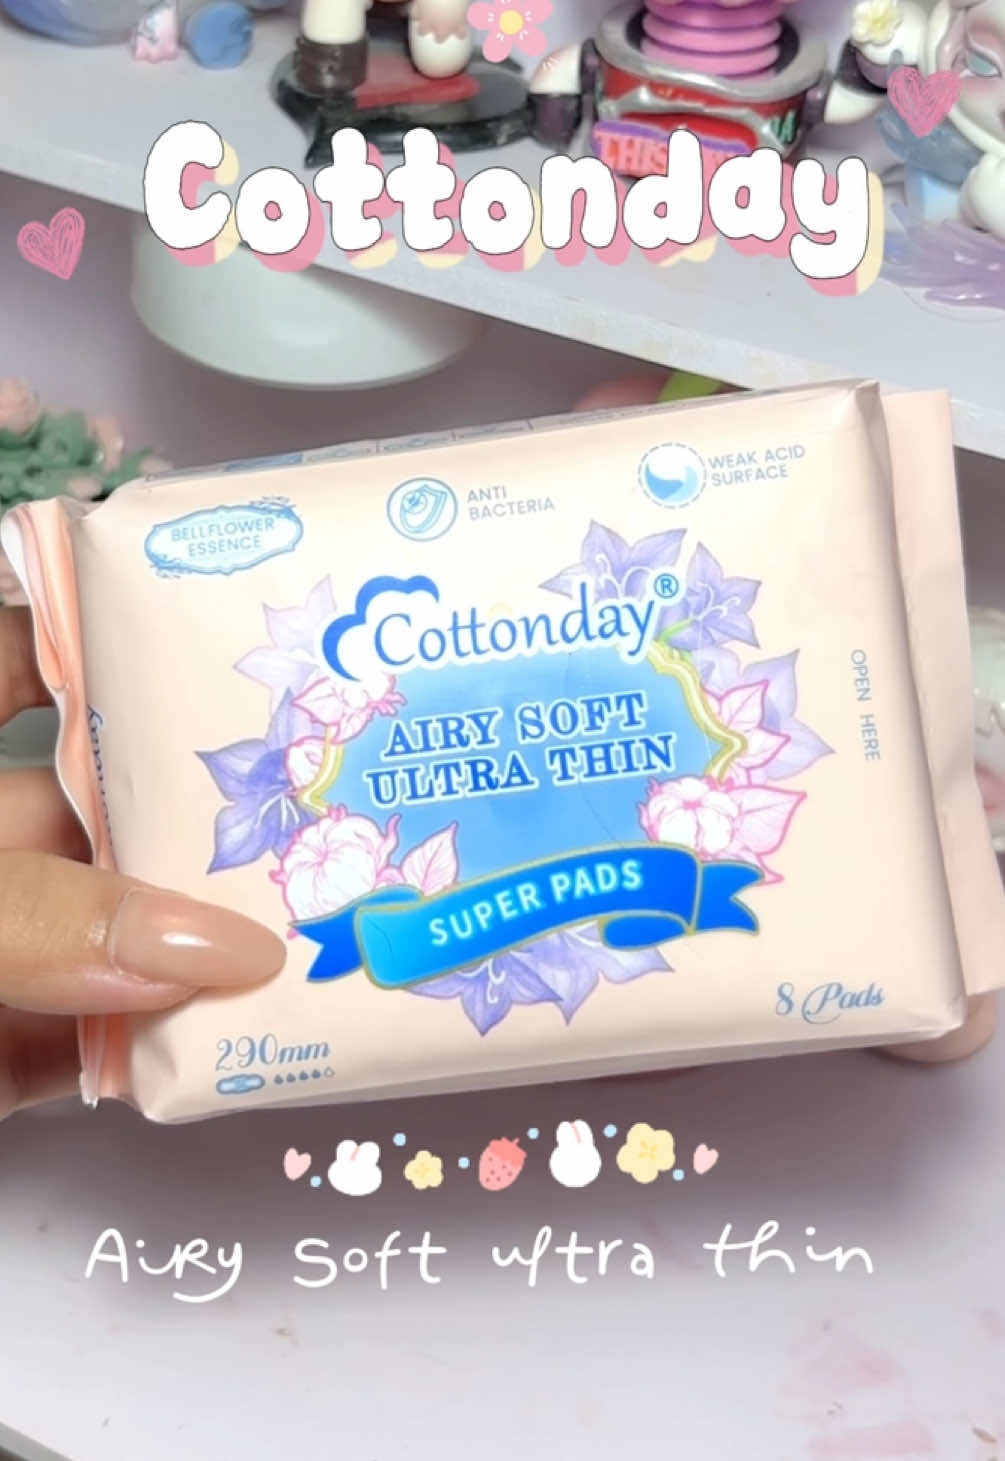 THIS
Cottonday
BELLFLOWER
ESSENCE
ANTI
BACTERIA
WEAK ACID
SURFACE
Cottonday®
AIRY SOFT
ULTRA THIN
OPEN HERE
SUPER PADS
8 Pads
290mm
Airy Soft ultra thin